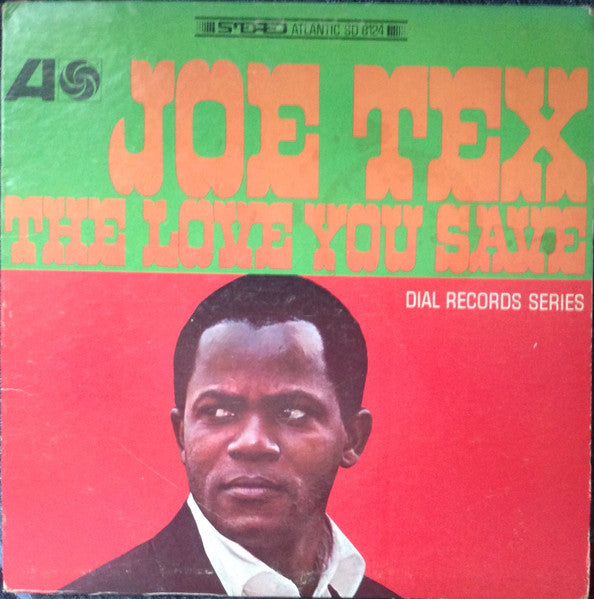 STEREO ATLANTIC SD 8124
JOE TEX
THE LOVE YOU SAVE
DIAL RECORDS SERIES